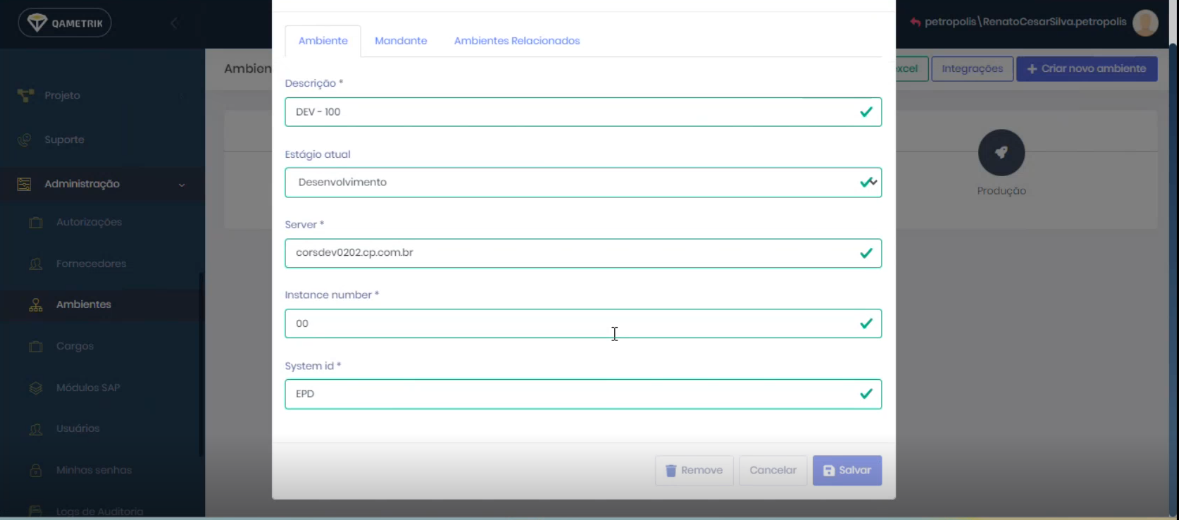 QAMETRIK
petropolis\RenatoCesarSilva.petropolis
Ambiente
Mandante
Ambientes Relacionados
Integrações
+ Criar novo ambiente
Projeto
Suporte
Administração
Autorizações
Fornecedores
Ambientes
Cargos
Módulos SAP
Usuários
Minhas senhas
Logs de Auditoria
Descrição *
DEV - 100
Estágio atual
Desenvolvimento
Server *
corsdev0202.cp.com.br
Instance number *
00
System id *
EPD
Produção
Remove
Cancelar
Salvar